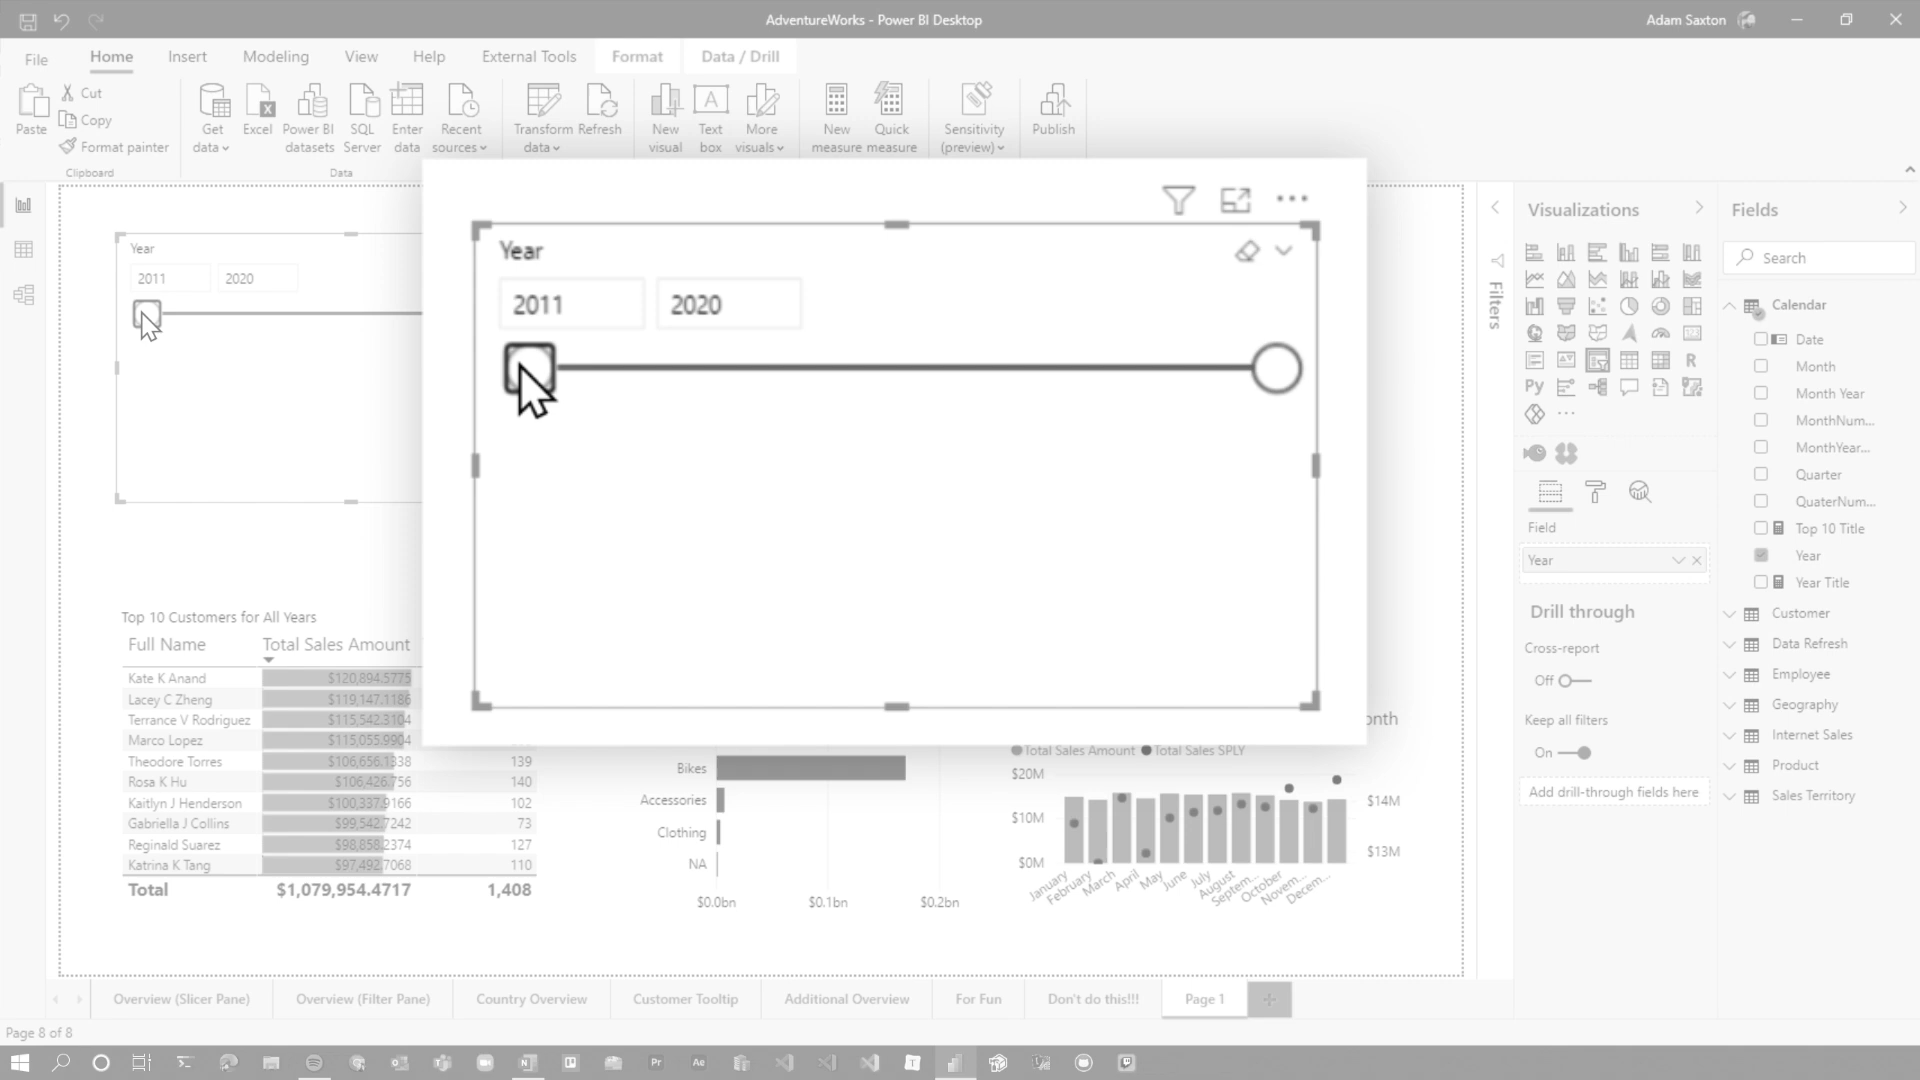 AdventureWorks - Power BI Desktop
Adam Saxton
File
Home
Insert
Modeling
View
Help
External Tools
Format
Data / Drill
Paste
Cut
Copy
Format painter
Clipboard
Get data
Excel
Power BI datasets
SQL Server
Enter data
Recent sources
Data
Transform data
Refresh
New visual
Text box
More visuals
New measure
Quick measure
Sensitivity (preview)
Publish
Year
2011
2020
Year
2011
2020
Top 10 Customers for All Years
Full Name
Total Sales Amount
Kate K Anand $120,894.5775
Lacey C Zheng $119,147.1186
Terrance V Rodriguez $115,542.3104
Marco Lopez $115,055.9904
Theodore Torres $106,656.1338 139
Rosa K Hu $106,426.756 140
Kaitlyn J Henderson $100,337.9166 102
Gabriella J Collins $99,542.7242 73
Reginald Suarez $98,858.2374 127
Katrina K Tang $97,492.7068 110
Total $1,079,954.4717 1,408
Bikes
Accessories
Clothing
NA
$0.0bn
$0.1bn
$0.2bn
onth
Total Sales Amount
Total Sales SPLY
$20M
$10M
$0M
$14M
$13M
January
February
March
April
May
June
July
August
Septem...
October
Novem...
Decem...
Filters
Visualizations
R
Py
Field
Year
Drill through
Cross-report
Off
Keep all filters
On
Add drill-through fields here
Fields
Search
Calendar
Date
Month
Month Year
MonthNum...
MonthYear...
Quarter
QuaterNum...
Top 10 Title
Year
Year Title
Customer
Data Refresh
Employee
Geography
Internet Sales
Product
Sales Territory
Overview (Slicer Pane)
Overview (Filter Pane)
Country Overview
Customer Tooltip
Additional Overview
For Fun
Don't do this!!!
Page 1
Page 8 of 8
Pr
Ae